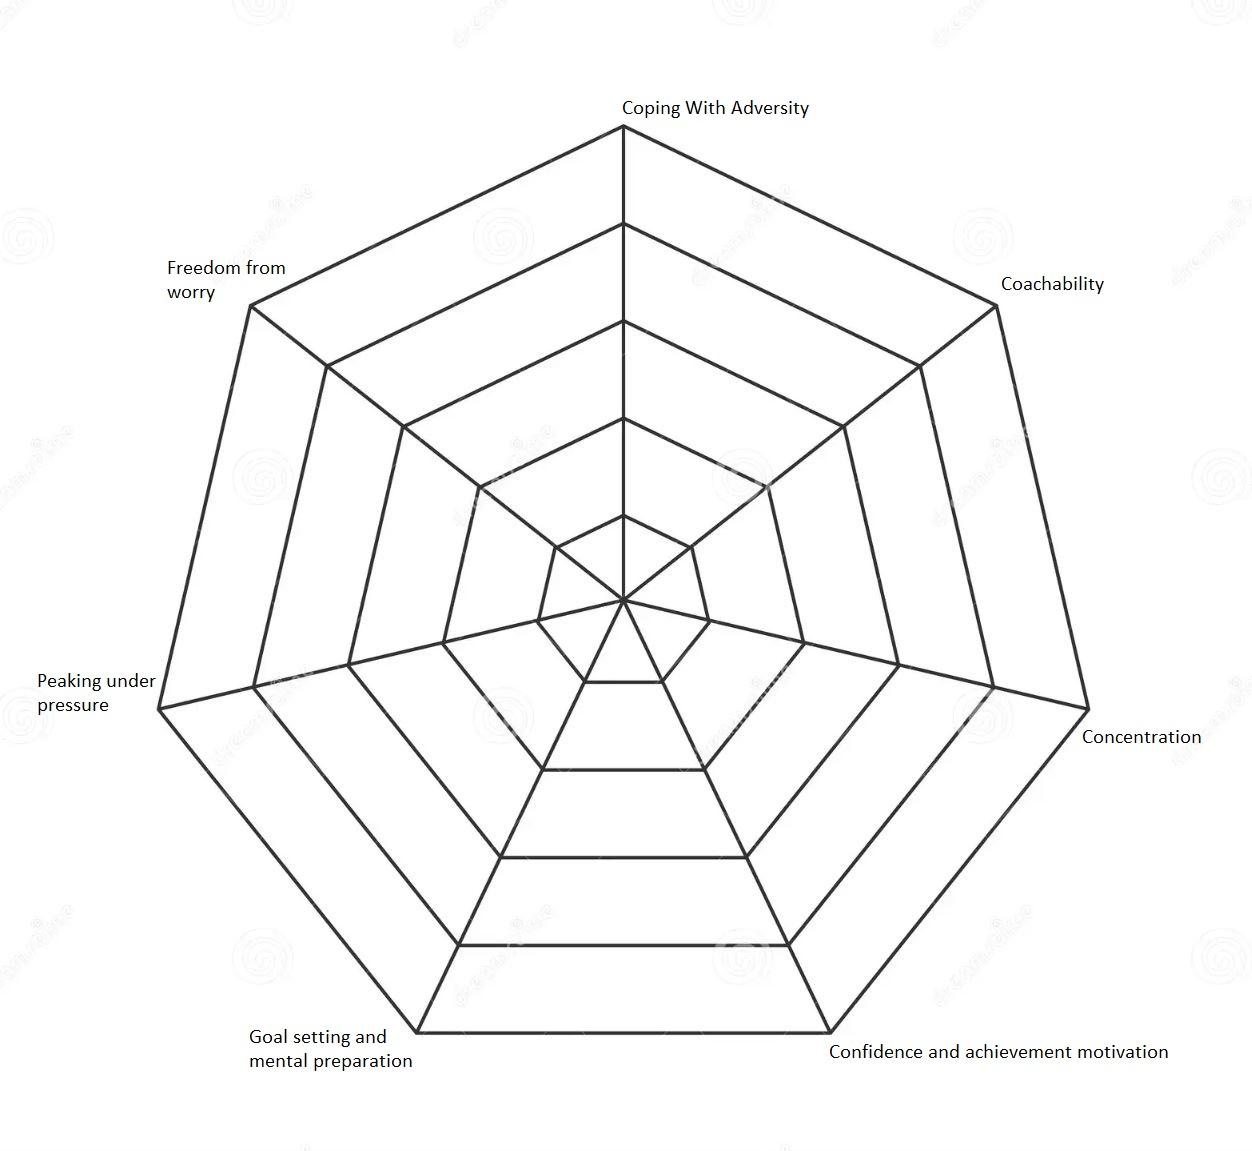 Coping With Adversity
Freedom from
worry
Coachability
Peaking under
pressure
Concentration
Goal setting and
mental preparation
Confidence and achievement motivation